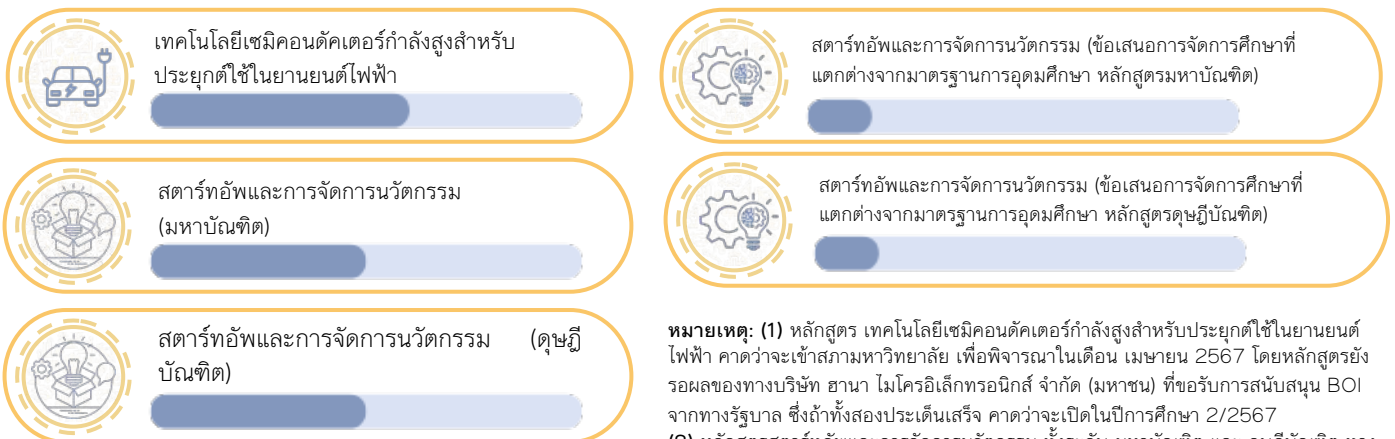 เทคโนโลยีเซมิคอนดัคเตอร์กำลังสูงสำหรับ
ประยุกต์ใช้ในยานยนต์ไฟฟ้า
สตาร์ทอัพและการจัดการนวัตกรรม
(มหาบัณฑิต)
สตาร์ทอัพและการจัดการนวัตกรรม (ดุษฎี
บัณฑิต)
สตาร์ทอัพและการจัดการนวัตกรรม (ข้อเสนอการจัดการศึกษาที่
แตกต่างจากมาตรฐานการอุดมศึกษา หลักสูตรมหาบัณฑิต)
สตาร์ทอัพและการจัดการนวัตกรรม (ข้อเสนอการจัดการศึกษาที่
แตกต่างจากมาตรฐานการอุดมศึกษา หลักสูตรดุษฎีบัณฑิต)
หมายเหตุ: (1) หลักสูตร เทคโนโลยีเซมิคอนดัคเตอร์กำลังสูงสำหรับประยุกต์ใช้ในยานยนต์
ไฟฟ้า คาดว่าจะเข้าสภามหาวิทยาลัย เพื่อพิจารณาในเดือน เมษายน 2567 โดยหลักสูตรยัง
รอผลของทางบริษัท ฮานา ไมโครอิเล็กทรอนิกส์ จำกัด (มหาชน) ที่ขอรับการสนับสนุน BOI
จากทางรัฐบาล ซึ่งถ้าทั้งสองประเด็นเสร็จ คาดว่าจะเปิดในปีการศึกษา 2/2567